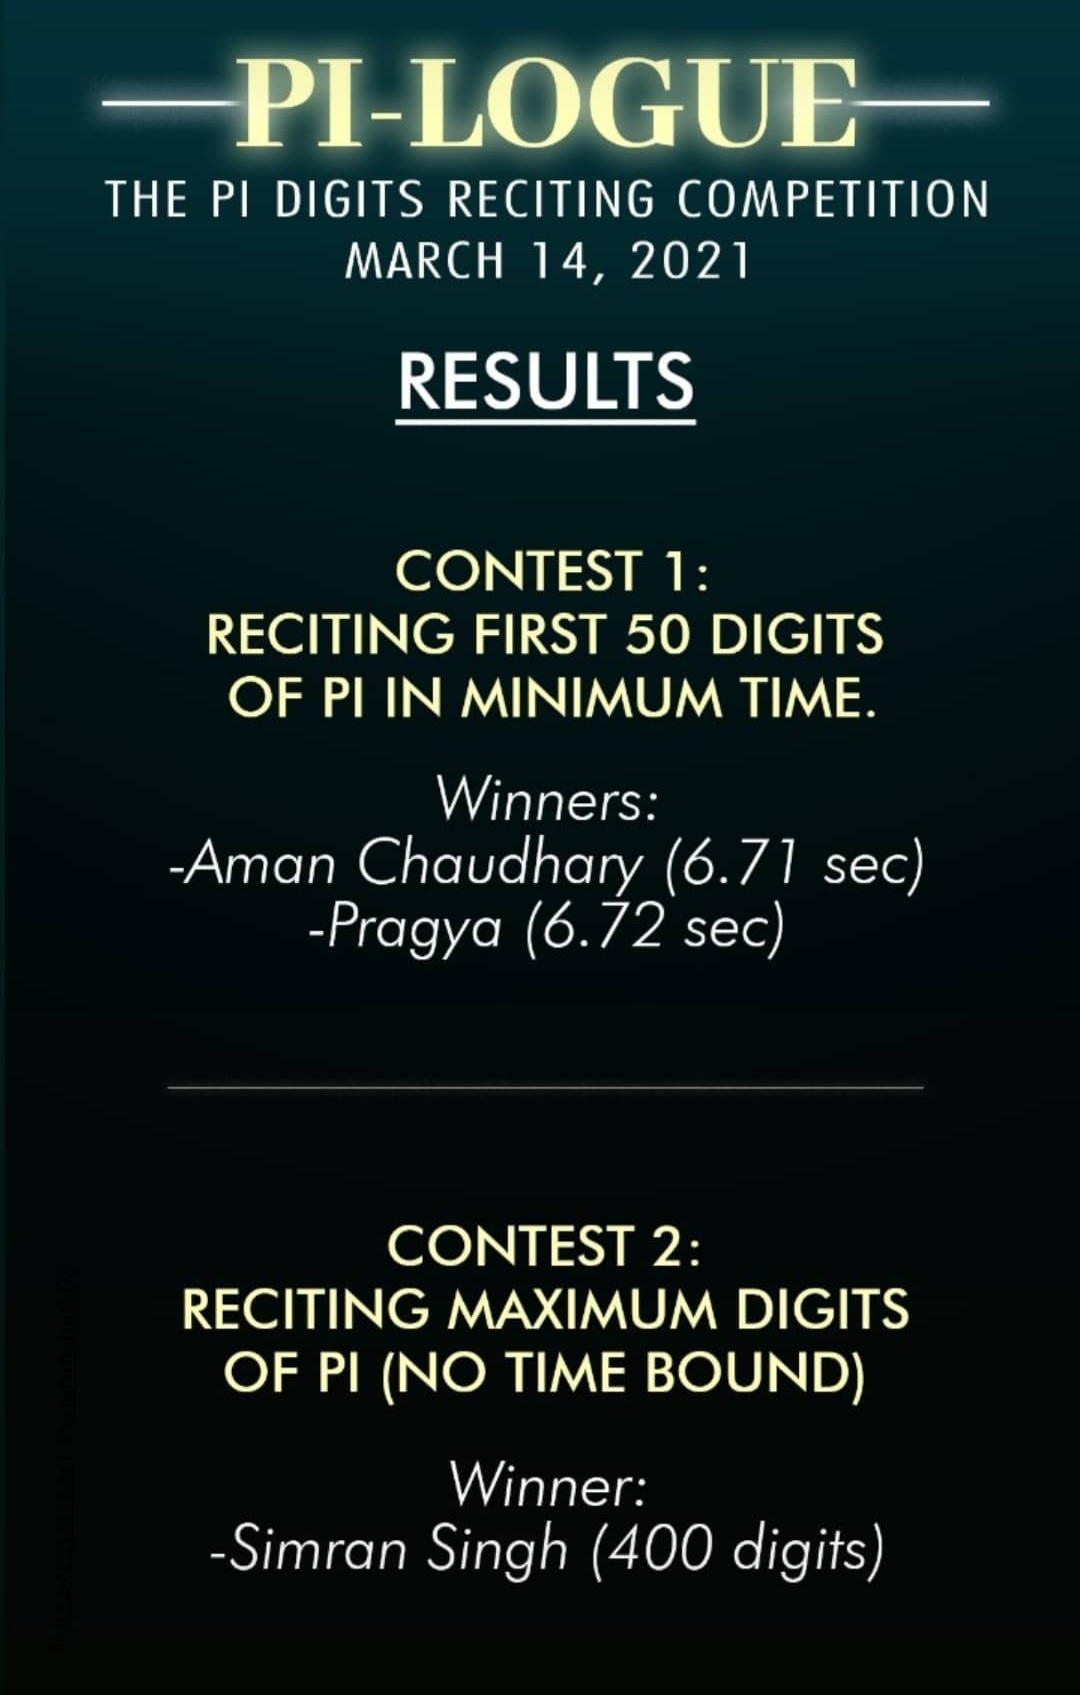 PI-LOGUE
THE PI DIGITS RECITING COMPETITION
MARCH 14, 2021
RESULTS
CONTEST 1:
RECITING FIRST 50 DIGITS
OF PI IN MINIMUM TIME.
Winners:
-Aman Chaudhary (6.71 sec)
-Pragya (6.72 sec)
CONTEST 2:
RECITING MAXIMUM DIGITS
OF PI (NO TIME BOUND)
Winner:
-Simran Singh (400 digits)